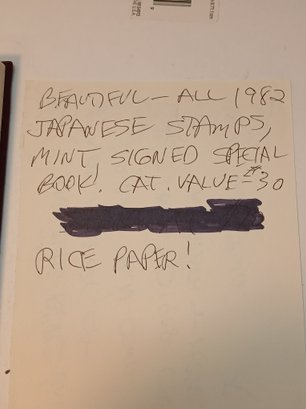 BEAUTIFUL - ALL 1982
JAPANESE STAMPS,
MINT, SIGNED SPECIAL
BOOK! CAT. VALUE = $30
RICE PAPER!